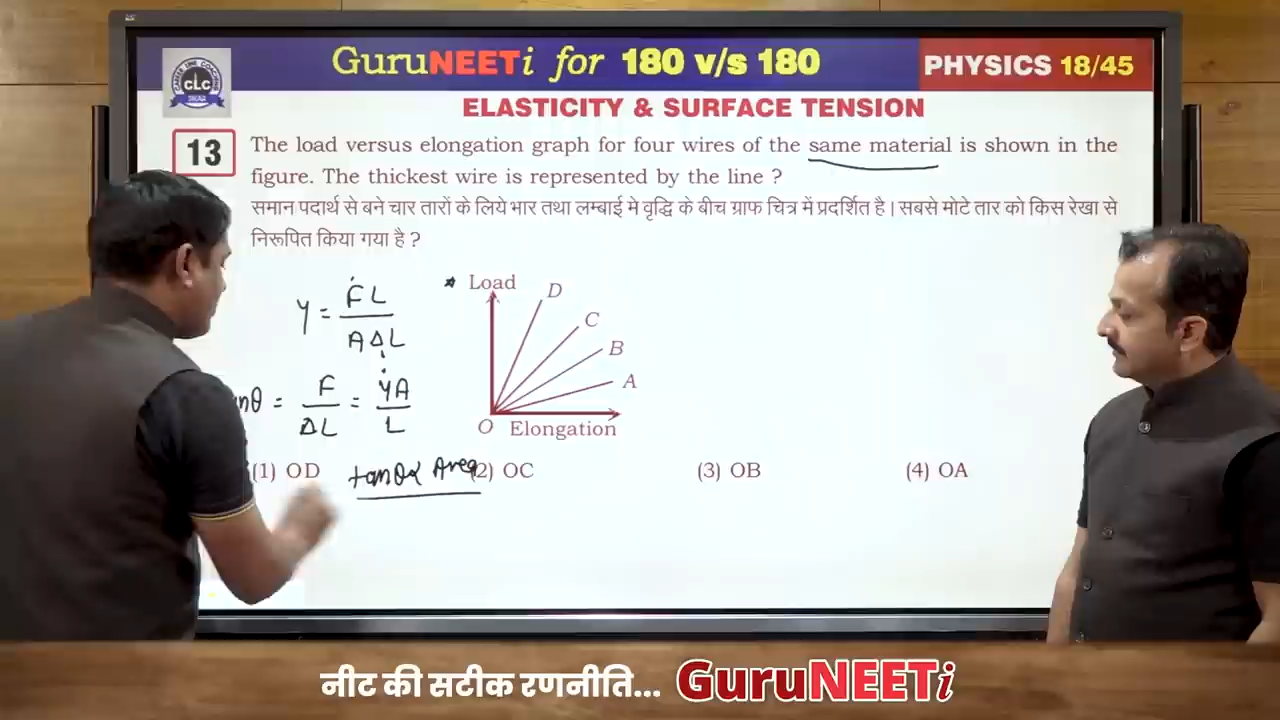 GuruNEETi for 180 v/s 180
PHYSICS 18/45
CLC
ELASTICITY & SURFACE TENSION
13
The load versus elongation graph for four wires of the same material is shown in the
figure. The thickest wire is represented by the line ?
समान पदार्थ से बने चार तारों के लिये भार तथा लम्बाई मे वृद्धि के बीच ग्राफ चित्र में प्रदर्शित है। सबसे मोटे तार को किस रेखा से
निरूपित किया गया है ?
Y = FL / AΔL
* Load
D
C
B
A
O Elongation
nθ = F / ΔL = YA / L
tanθ∝ Area
(1) OD (2) OC (3) OB (4) OA
नीट की सटीक रणनीति... GuruNEETi